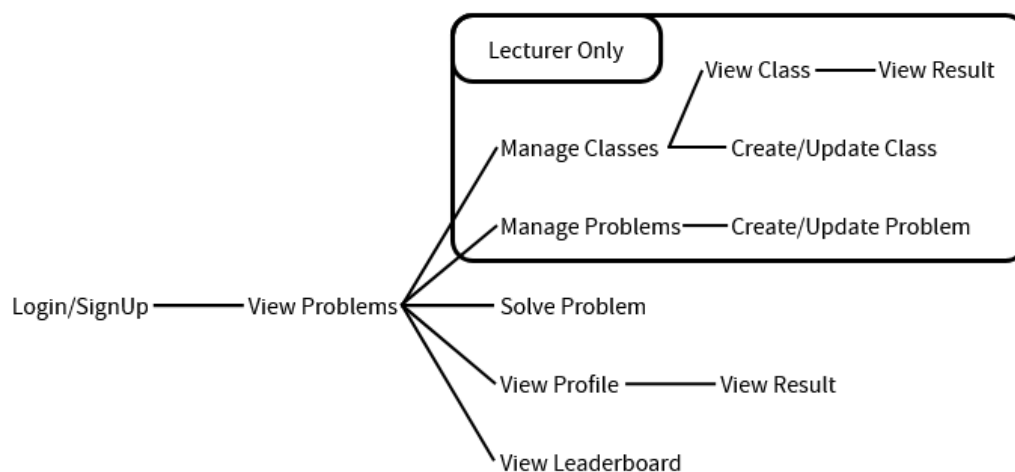 Lecturer Only
View Class
View Result
Manage Classes
Create/Update Class
Manage Problems
Create/Update Problem
Login/SignUp
View Problems
Solve Problem
View Profile
View Result
View Leaderboard